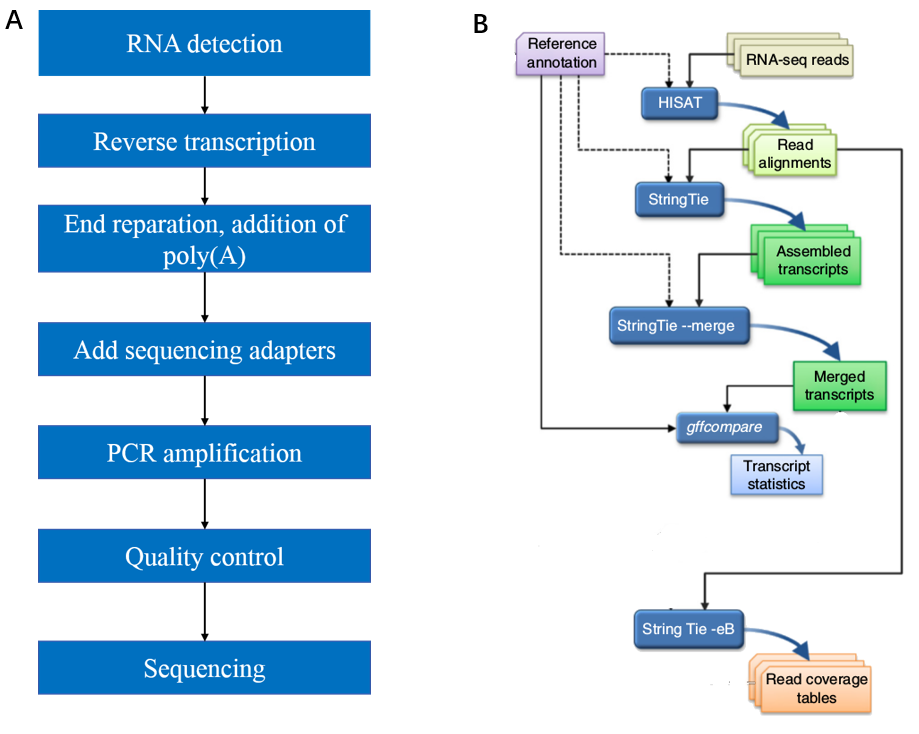 A
RNA detection
Reverse transcription
End reparation, addition of
poly(A)
Add sequencing adapters
PCR amplification
Quality control
Sequencing
B
Reference
annotation
RNA-seq reads
HISAT
Read
alignments
StringTie
Assembled
transcripts
StringTie --merge
Merged
transcripts
gffcompare
Transcript
statistics
String Tie -eB
Read coverage
tables